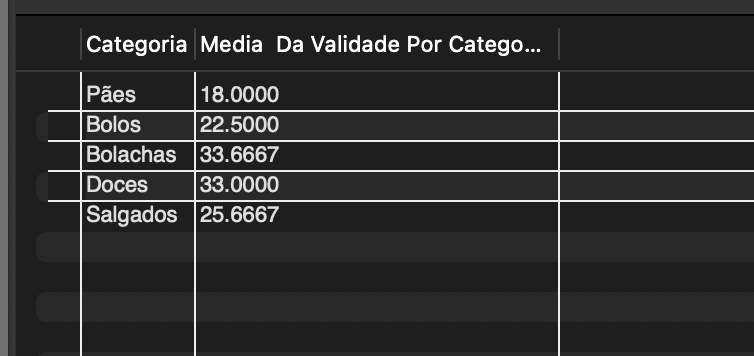 Categoria Media Da Validade Por Catego...
Pães 18.0000
Bolos 22.5000
Bolachas 33.6667
Doces 33.0000
Salgados 25.6667